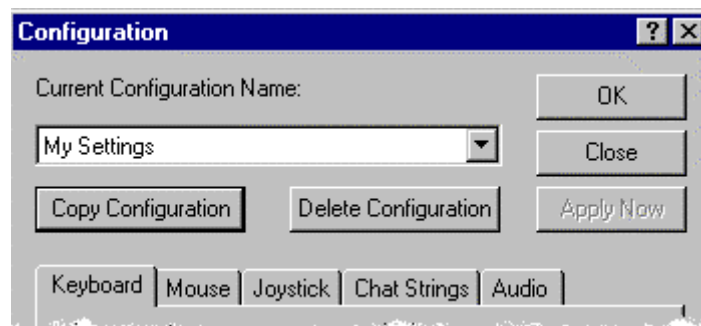 Configuration
Current Configuration Name:
OK
My Settings
Close
Copy Configuration Delete Configuration Apply Now
Keyboard Mouse Joystick Chat Strings Audio